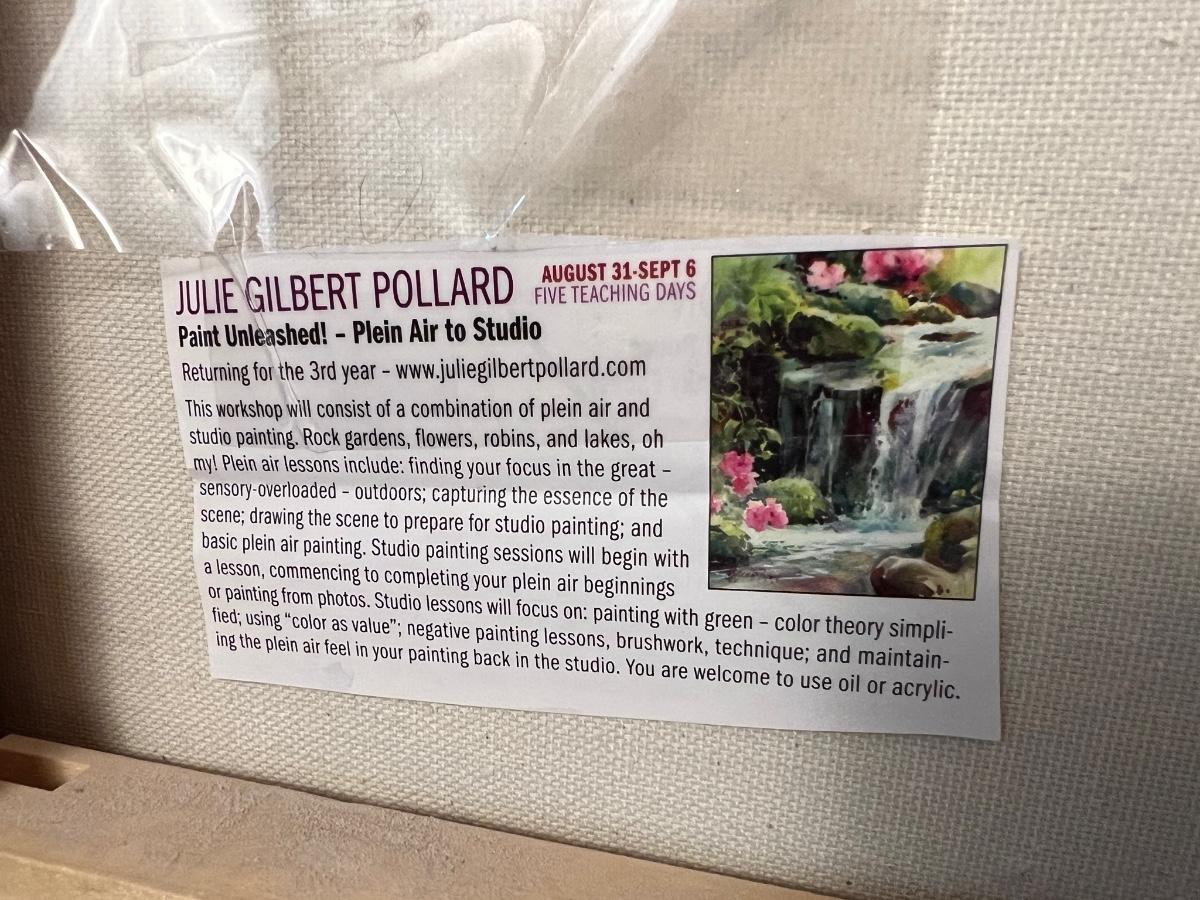 JULIE GILBERT POLLARD
AUGUST 31-SEPT 6
FIVE TEACHING DAYS
Paint Unleashed! – Plein Air to Studio
Returning for the 3rd year – www.juliegilbertpollard.com
This workshop will consist of a combination of plein air and
studio painting. Rock gardens, flowers, robins, and lakes, oh
my! Plein air lessons include: finding your focus in the great –
sensory-overloaded – outdoors; capturing the essence of the
scene; drawing the scene to prepare for studio painting; and
basic plein air painting. Studio painting sessions will begin with
a lesson, commencing to completing your plein air beginnings
or painting from photos. Studio lessons will focus on: painting with green – color theory simpli-
fied; using “color as value”; negative painting lessons, brushwork, technique; and maintain-
ing the plein air feel in your painting back in the studio. You are welcome to use oil or acrylic.